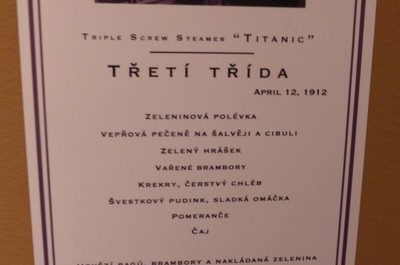 Triple Screw Steamer "Titanic"
Třetí třída
April 12, 1912
Zeleninová polévka
Vepřová pečeně na šalvěji a cibuli
Zelený hrášek
Vařené brambory
Krekry, čerstvý chléb
Švestkový pudink, sladká omáčka
Pomeranče
Čaj
ragú, brambory a nakládaná zelenina